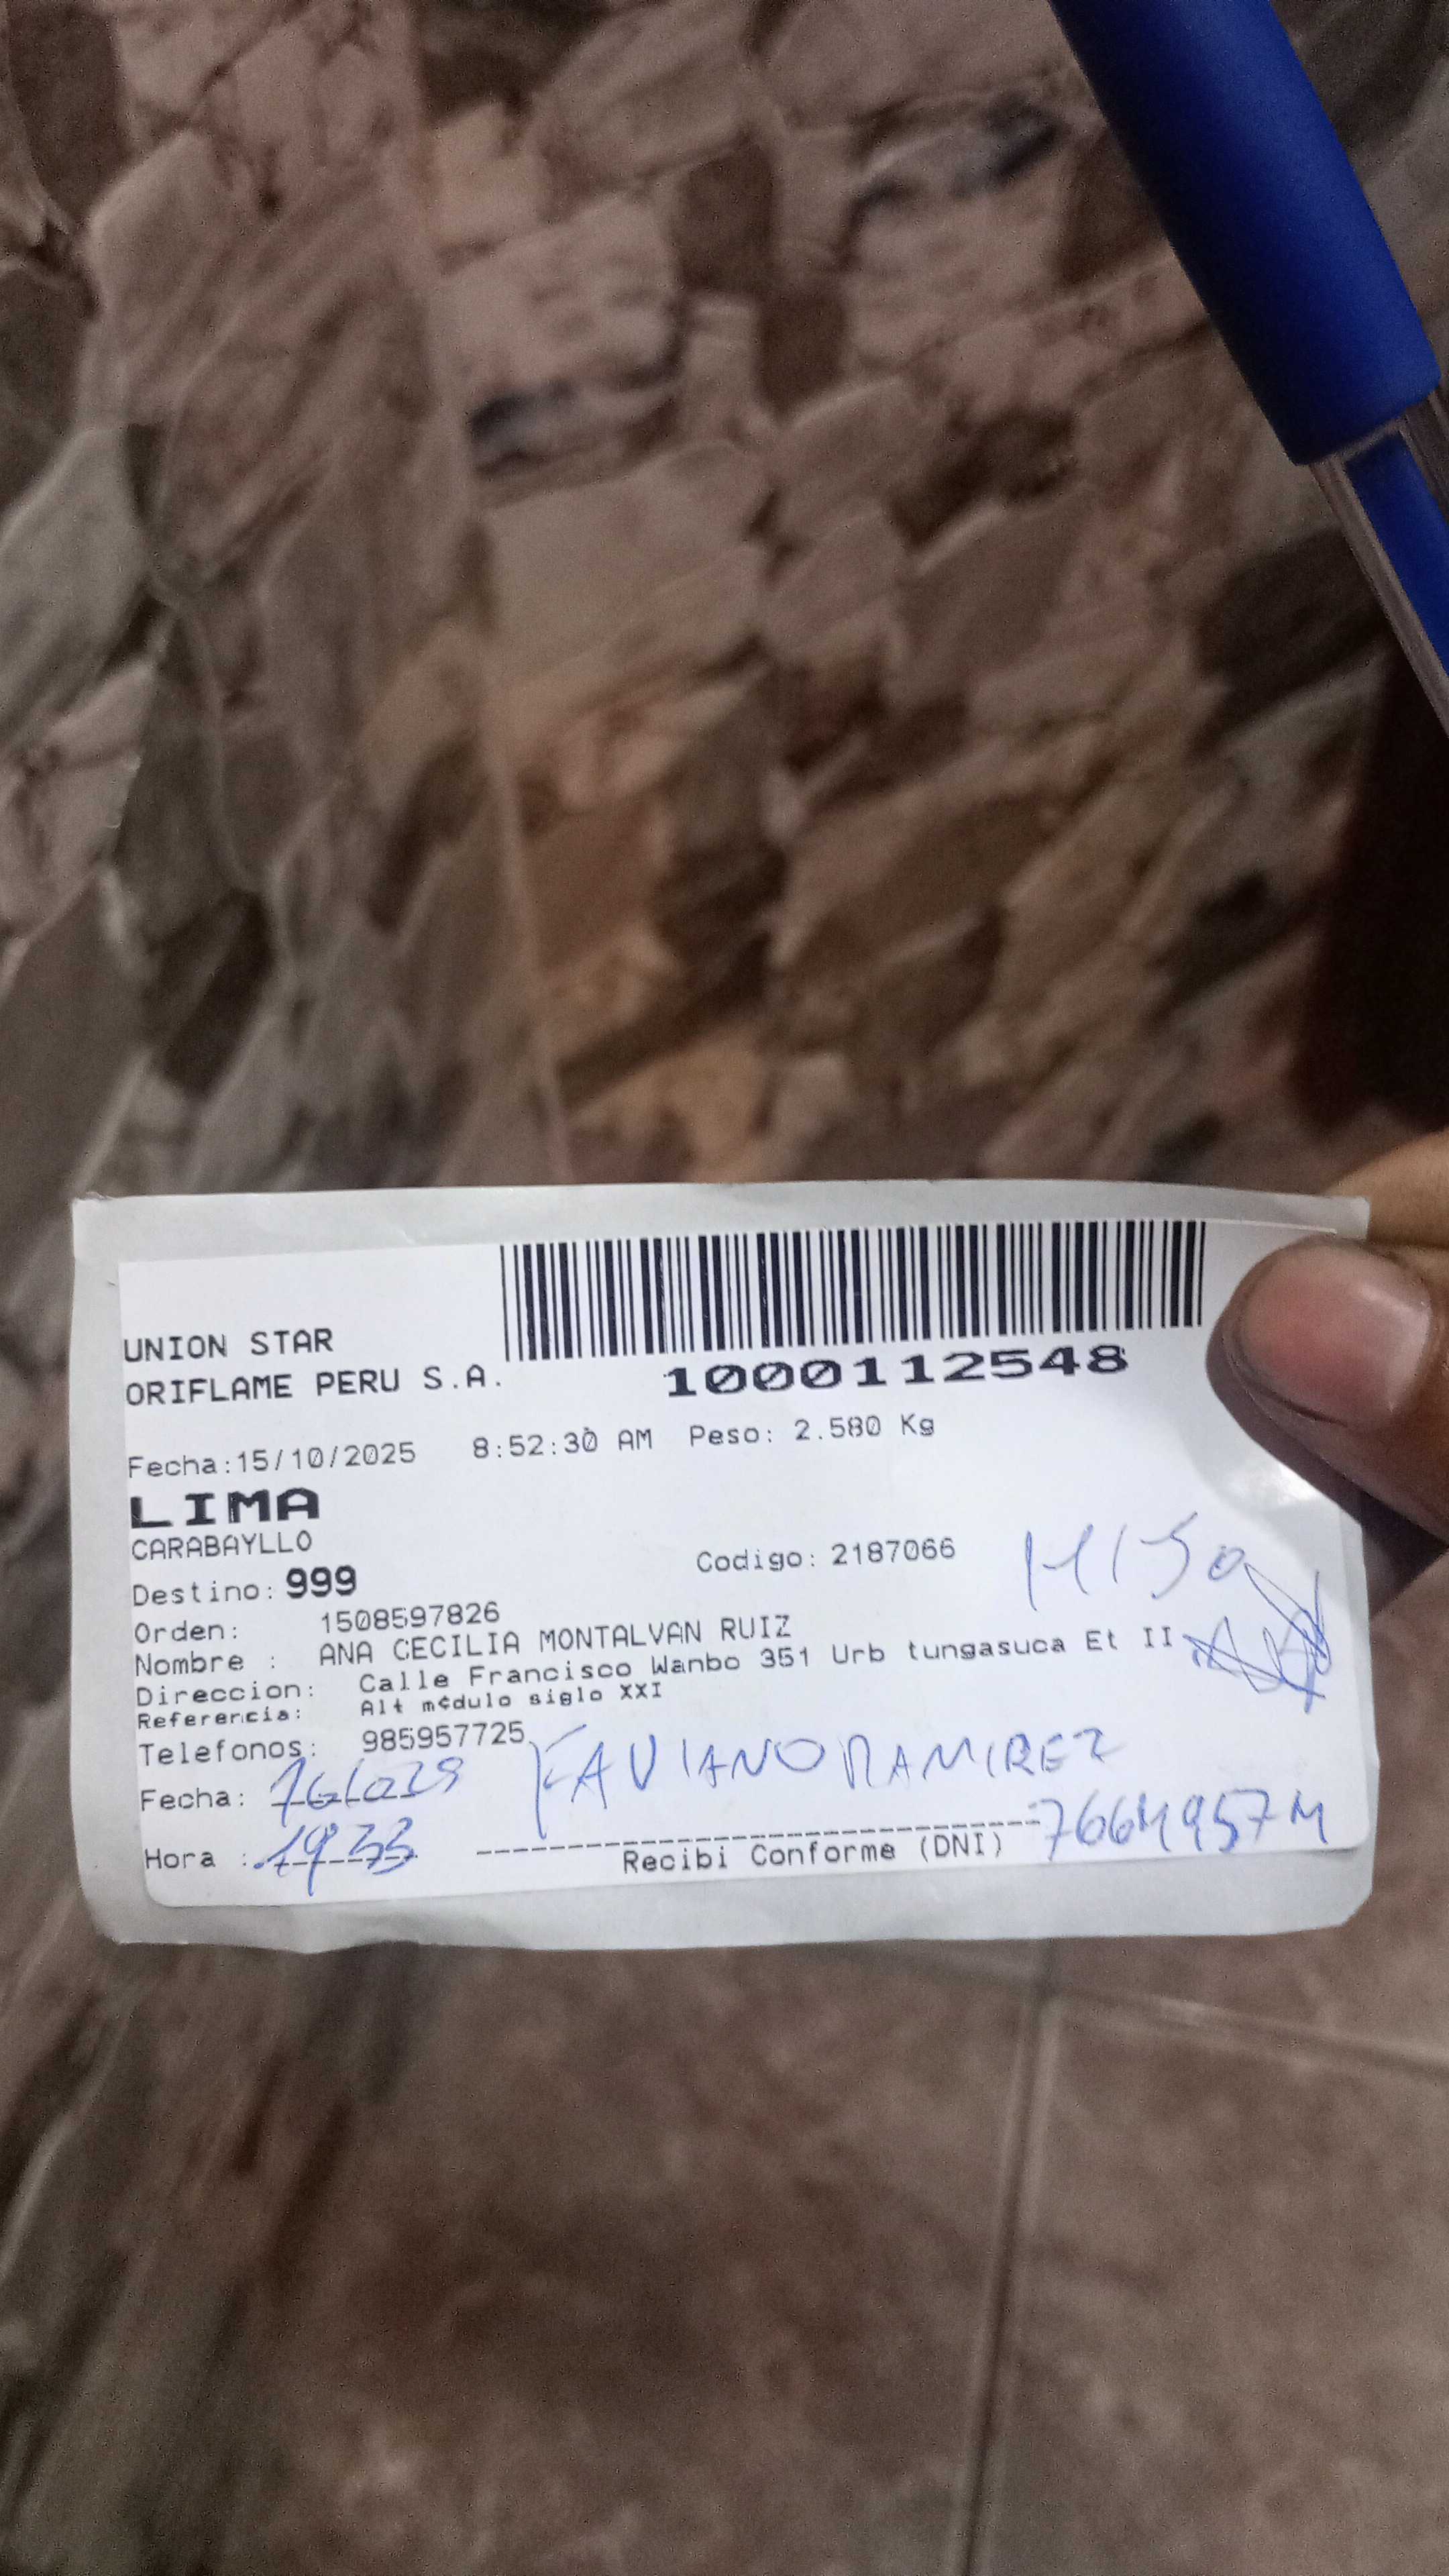 UNION STAR
ORIFLAME PERU S.A.
1000112548
Fecha:15/10/2025 8:52:30 AM Peso: 2.580 Kg
LIMA
CARABAYLLO
Destino: 999 Codigo: 2187066
Orden: 1508597826
Nombre : ANA CECILIA MONTALVAN RUIZ
Direccion: Calle Francisco Wanbo 351 Urb tungasuca Et II
Referencia: Alt m¢dulo siglo XXI
Telefonos: 985957725
FAVIANO RAMIREZ
Fecha:
Hora : 1933
Recibi Conforme (DNI)